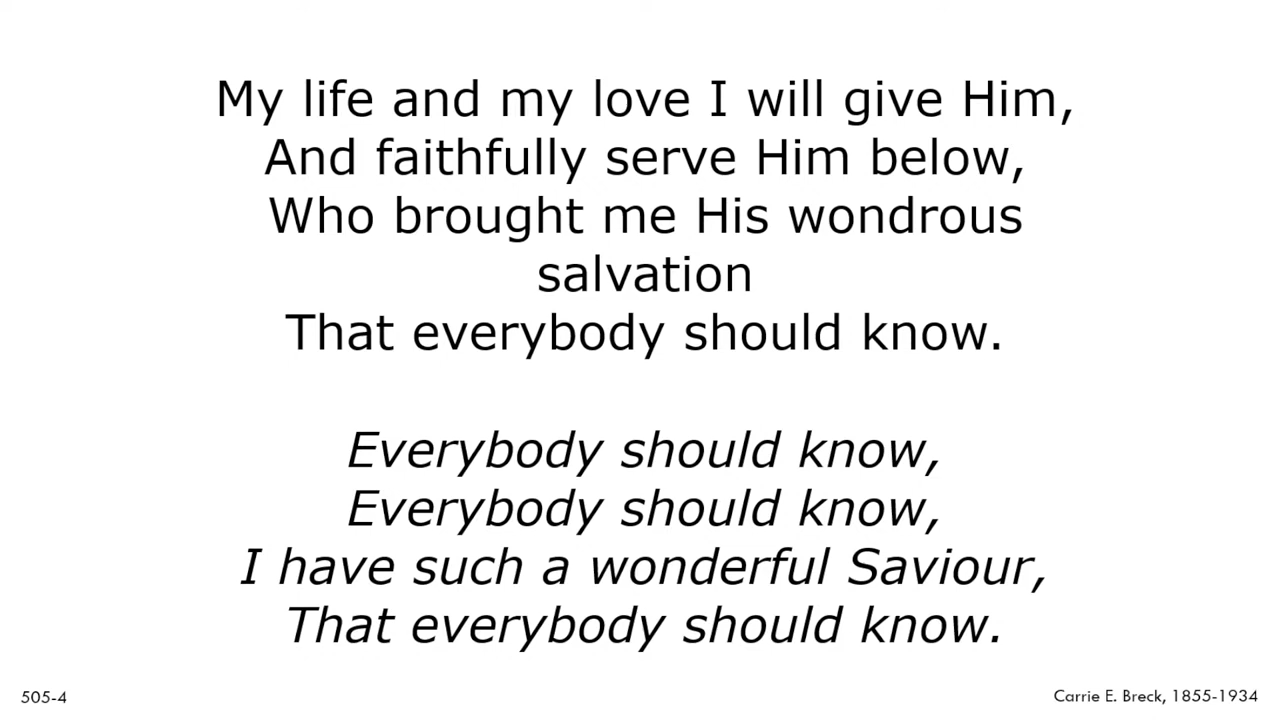 My life and my love I will give Him,
And faithfully serve Him below,
Who brought me His wondrous
salvation
That everybody should know.
Everybody should know,
Everybody should know,
I have such a wonderful Saviour,
That everybody should know.
505-4
Carrie E. Breck, 1855-1934